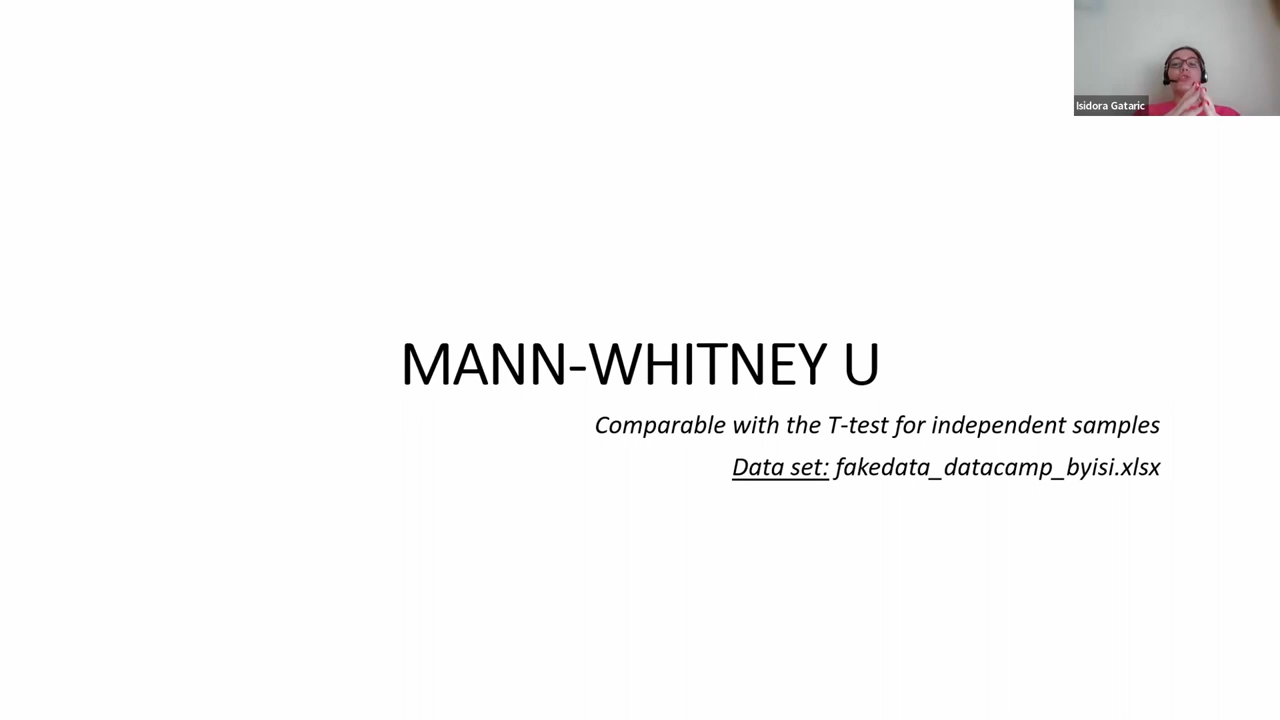 Isidora Gataric
MANN-WHITNEY U
Comparable with the T-test for independent samples
Data set: fakedata_datacamp_byisi.xlsx